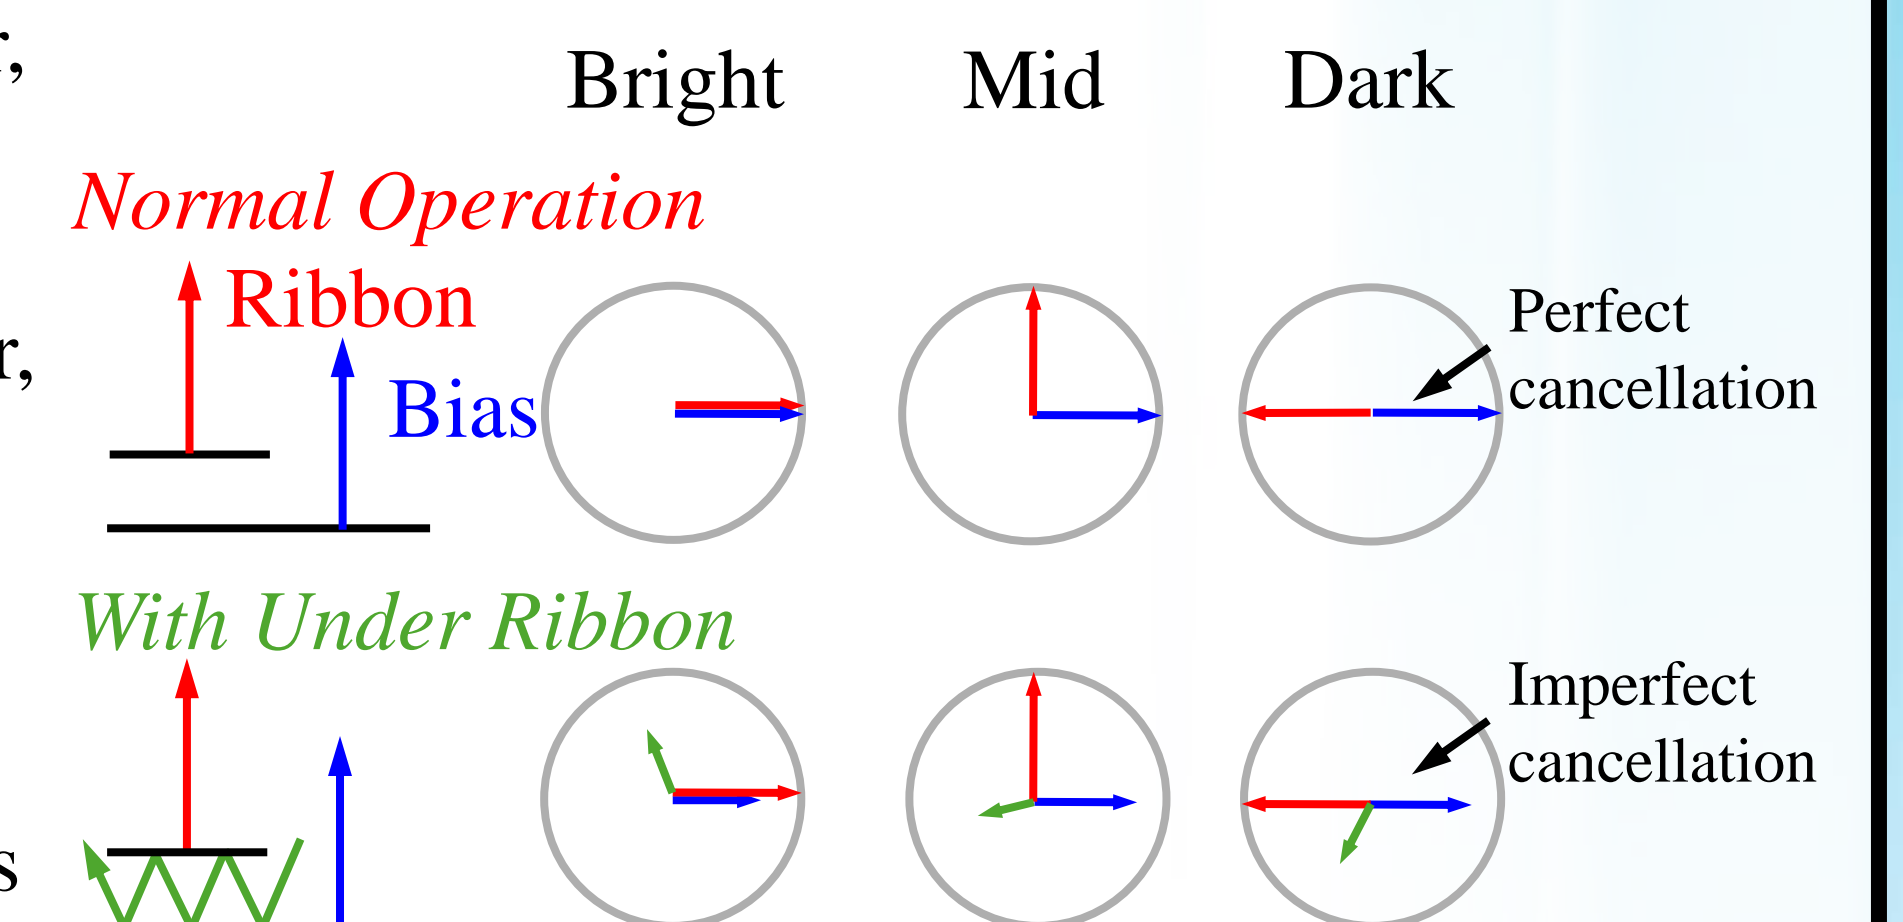 Bright Mid Dark
Normal Operation
Ribbon
Bias
Perfect
cancellation
With Under Ribbon
Imperfect
cancellation